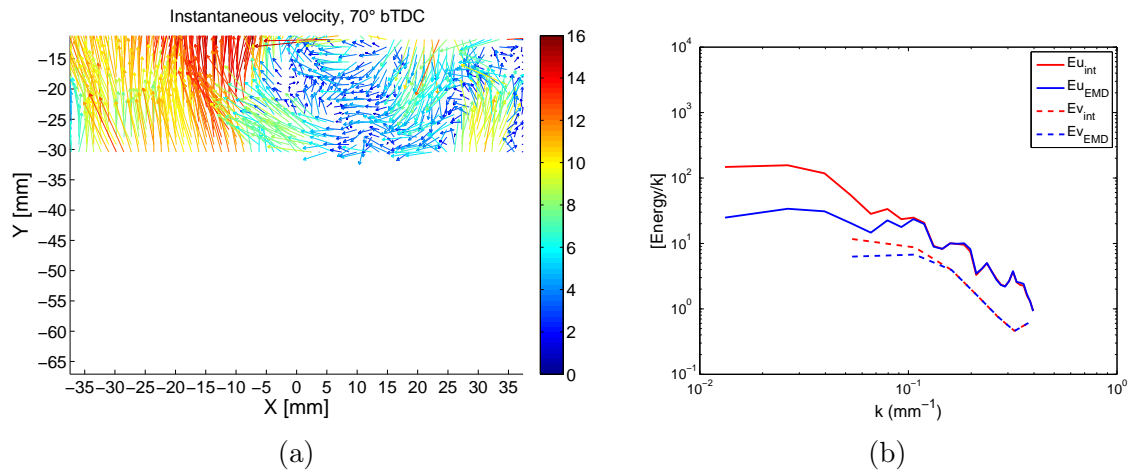 Instantaneous velocity, 70° bTDC
−15
−20
−25
−30
−35
−40
−45
−50
−55
−60
−65
Y [mm]
−35 −30 −25 −20 −15 −10 −5 0 5 10 15 20 25 30 35
X [mm]
16
14
12
10
8
6
4
2
0
(a)
10^4
10^3
10^2
10^1
10^0
10^−1
[Energy/k]
10^−2 10^−1 10^0
k (mm^−1)
Eu_int
Eu_EMD
Ev_int
Ev_EMD
(b)